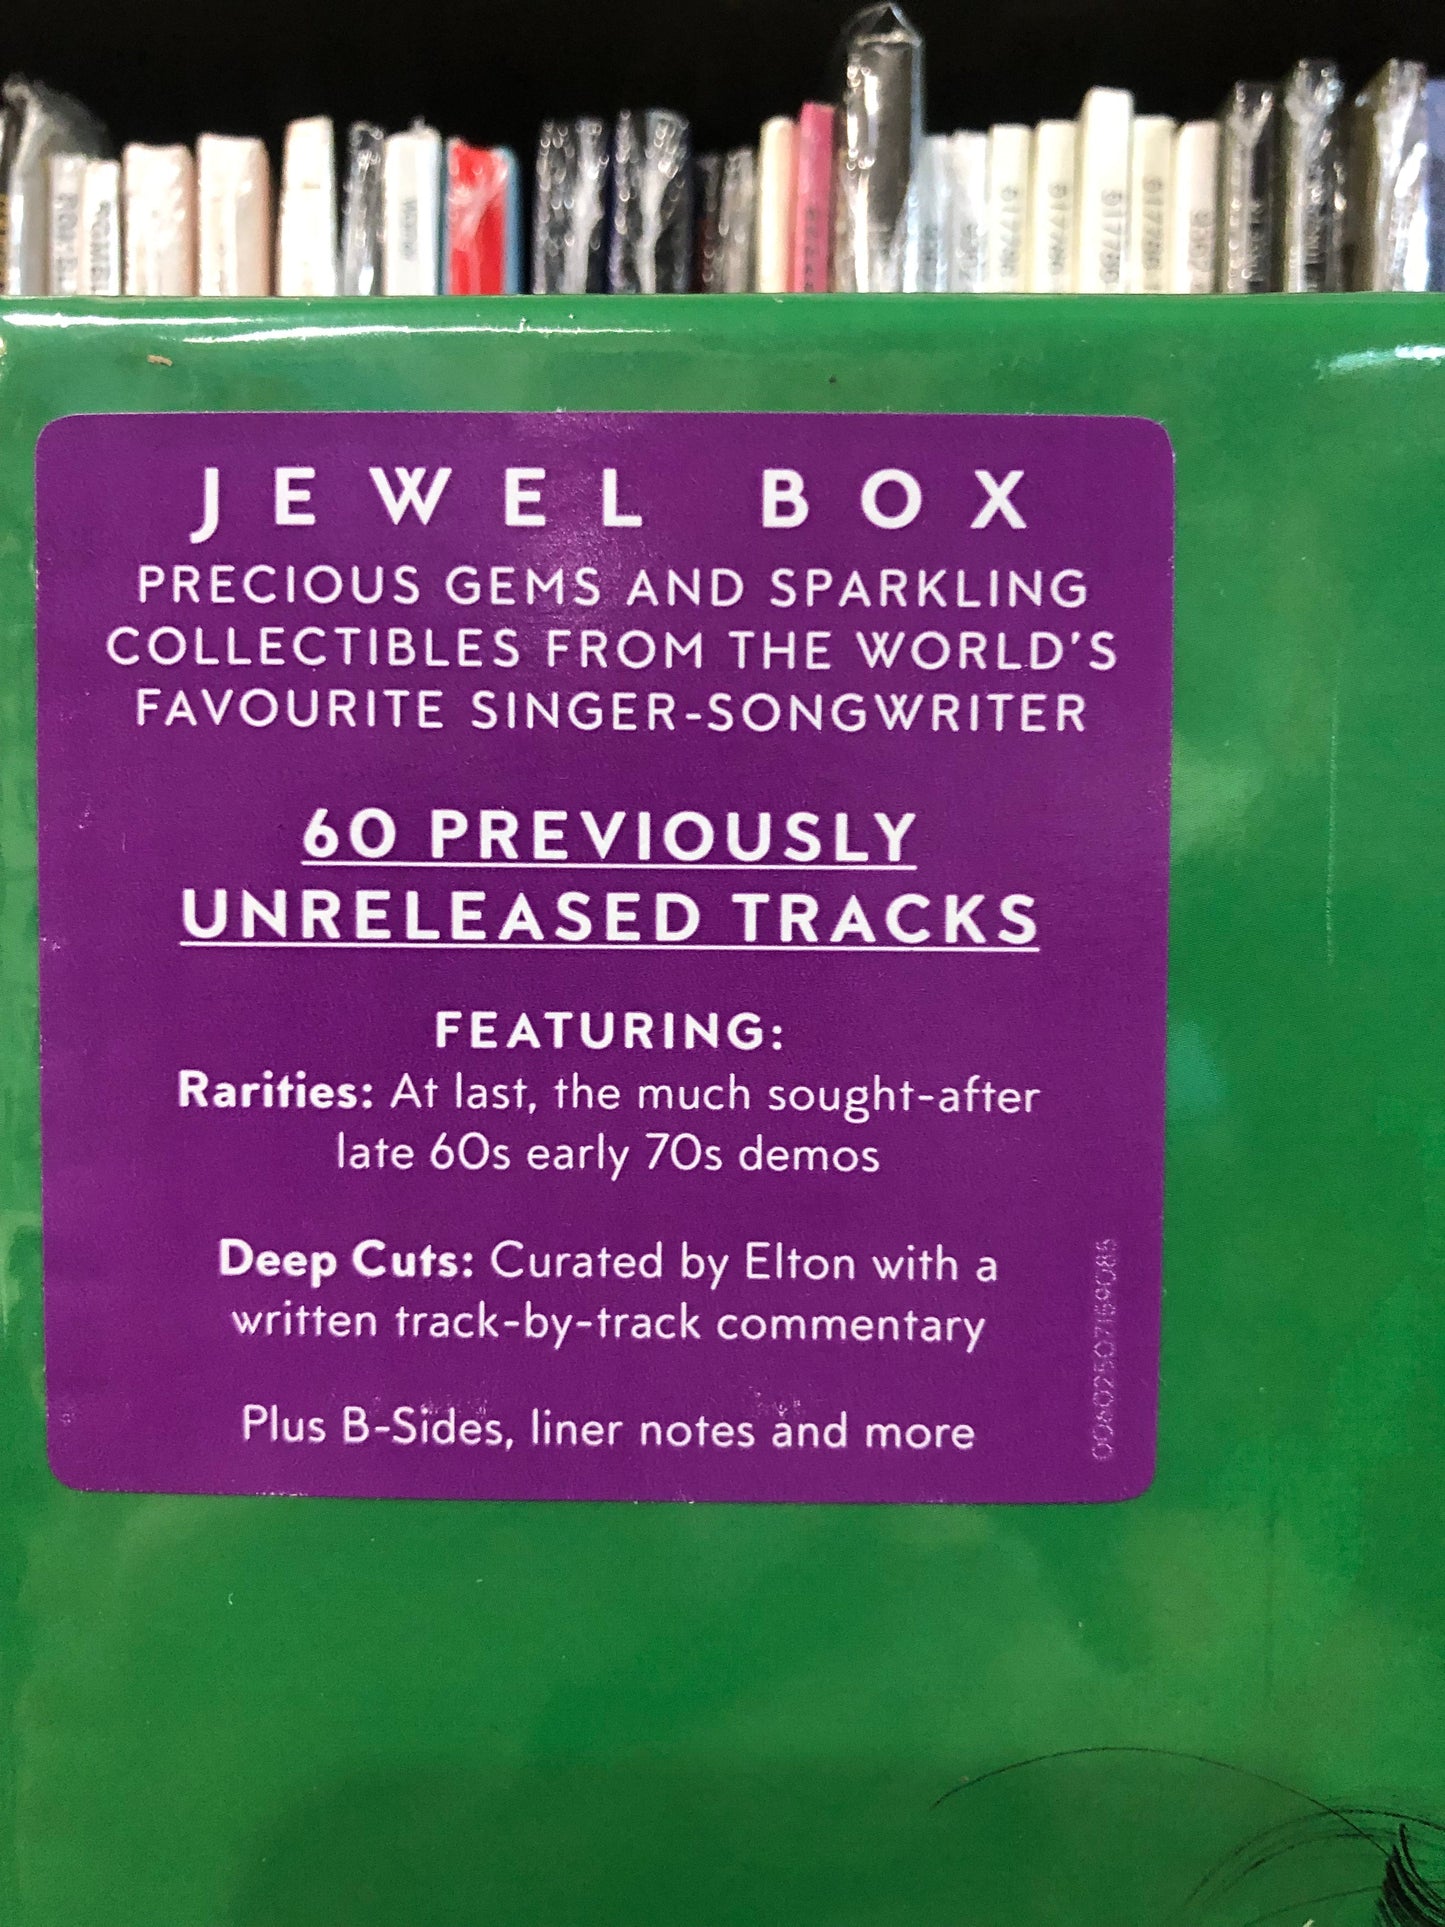 JEWEL BOX
PRECIOUS GEMS AND SPARKLING
COLLECTIBLES FROM THE WORLD'S
FAVOURITE SINGER-SONGWRITER
60 PREVIOUSLY
UNRELEASED TRACKS
FEATURING:
Rarities: At last, the much sought-after
late 60s early 70s demos
Deep Cuts: Curated by Elton with a
written track-by-track commentary
Plus B-Sides, liner notes and more
00602507159085